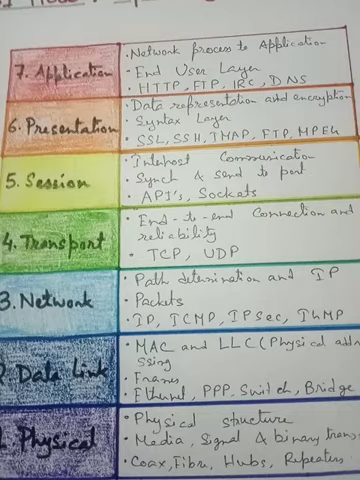 7. Application
• Network process to Application
• End User Layer
• HTTP, FTP, IRC, DNS
6. Presentation
• Data representation and encryption
• Syntax Layer
• SSL, SSH, IMAP, FTP, MPEG
5. Session
• Interhost Communication
• Synch & send to port
• API's, Sockets
4. Transport
• End-to-end Connection and
reliability
• TCP, UDP
3. Network
• Path determination and IP
• Packets
• IP, ICMP, IPSec, IGMP
2. Data Link
• MAC and LLC (Physical addre
ssing
• Frames
• Ethernet, PPP, Switch, Bridge
1. Physical
• Physical structure
• Media, Signal & binary trans
• Coax, Fibre, Hubs, Repeaters